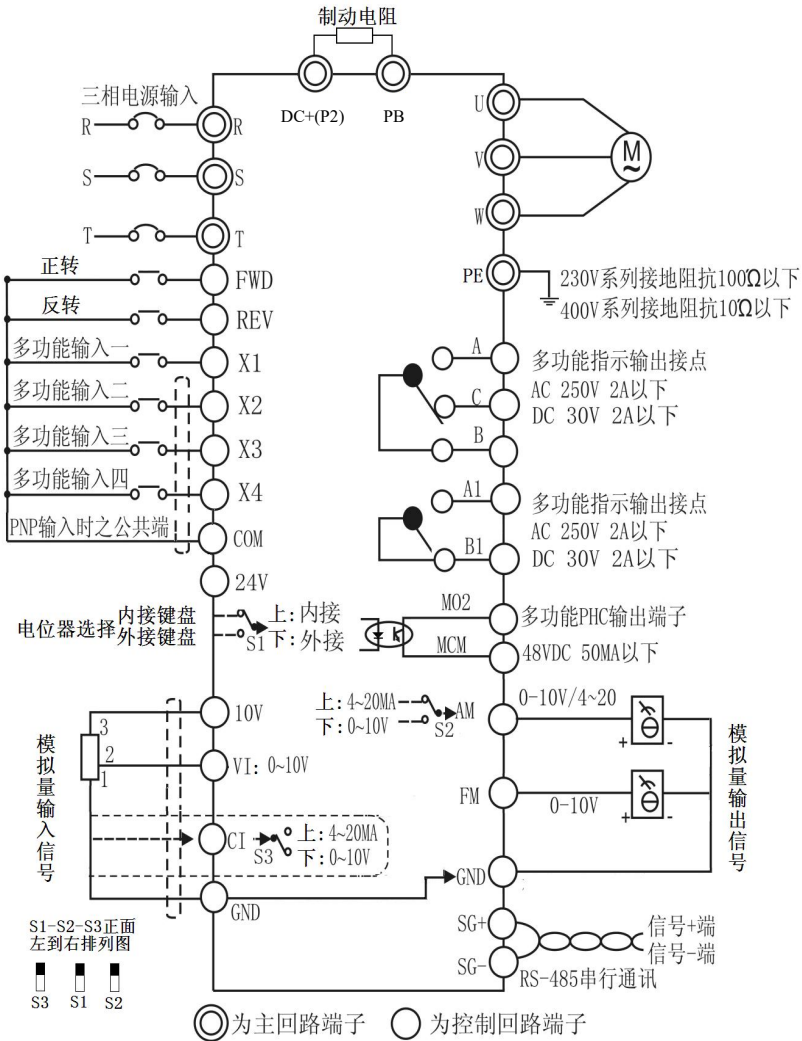 制动电阻
DC+(P2)
PB
三相电源输入
R
R
S
S
T
T
正转
FWD
反转
REV
多功能输入一
X1
多功能输入二
X2
多功能输入三
X3
多功能输入四
X4
PNP输入时之公共端
COM
24V
电位器选择
内接键盘
外接键盘
S1
上:内接
下:外接
10V
3
2
1
VI: 0~10V
模拟量输入信号
CI
S3
上:4~20MA
下:0~10V
GND
S1-S2-S3正面
左到右排列图
S3
S1
S2
U
V
W
M
~
PE
230V系列接地阻抗100Ω以下
400V系列接地阻抗10Ω以下
A
C
B
多功能指示输出接点
AC 250V 2A以下
DC 30V 2A以下
A1
B1
多功能指示输出接点
AC 250V 2A以下
DC 30V 2A以下
MO2
MCM
多功能PHC输出端子
48VDC 50MA以下
上:4~20MA
下:0~10V
S2
AM
0-10V/4~20
+
-
FM
0-10V
+
-
模拟量输出信号
GND
SG+
SG-
信号+端
信号-端
RS-485串行通讯
为主回路端子
为控制回路端子